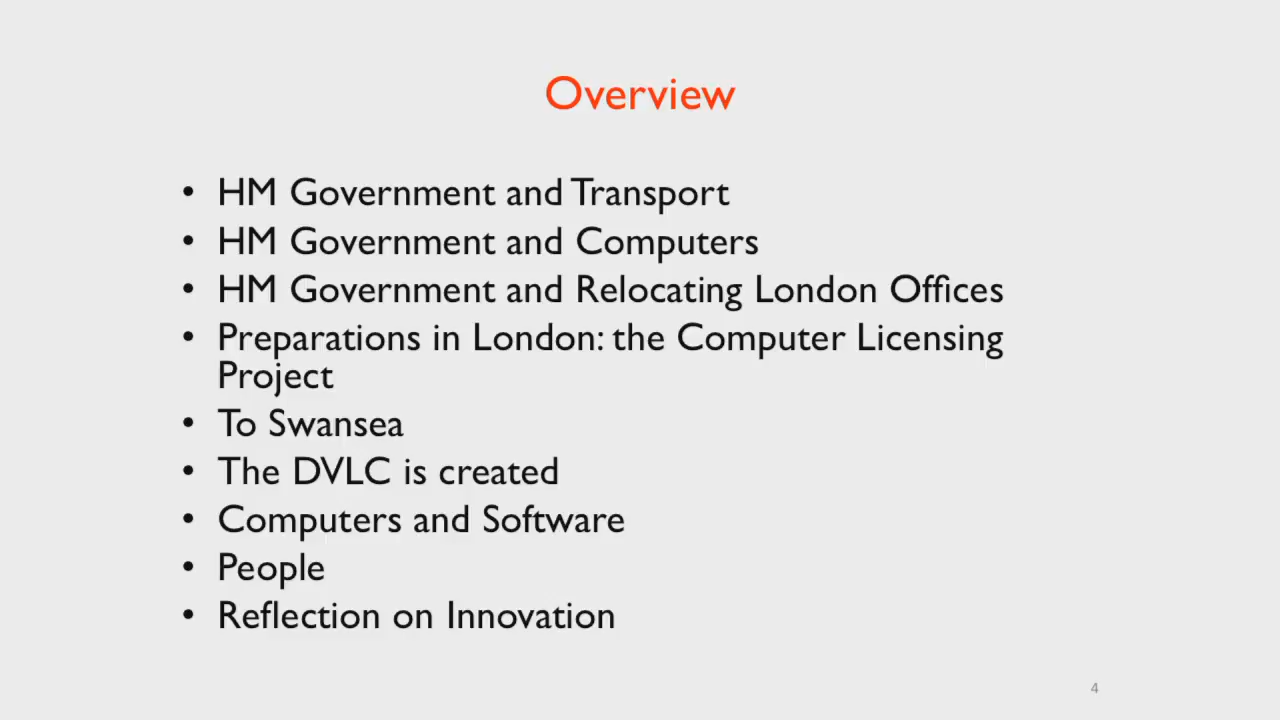 Overview
• HM Government and Transport
• HM Government and Computers
• HM Government and Relocating London Offices
• Preparations in London: the Computer Licensing
Project
• To Swansea
• The DVLC is created
• Computers and Software
• People
• Reflection on Innovation
4